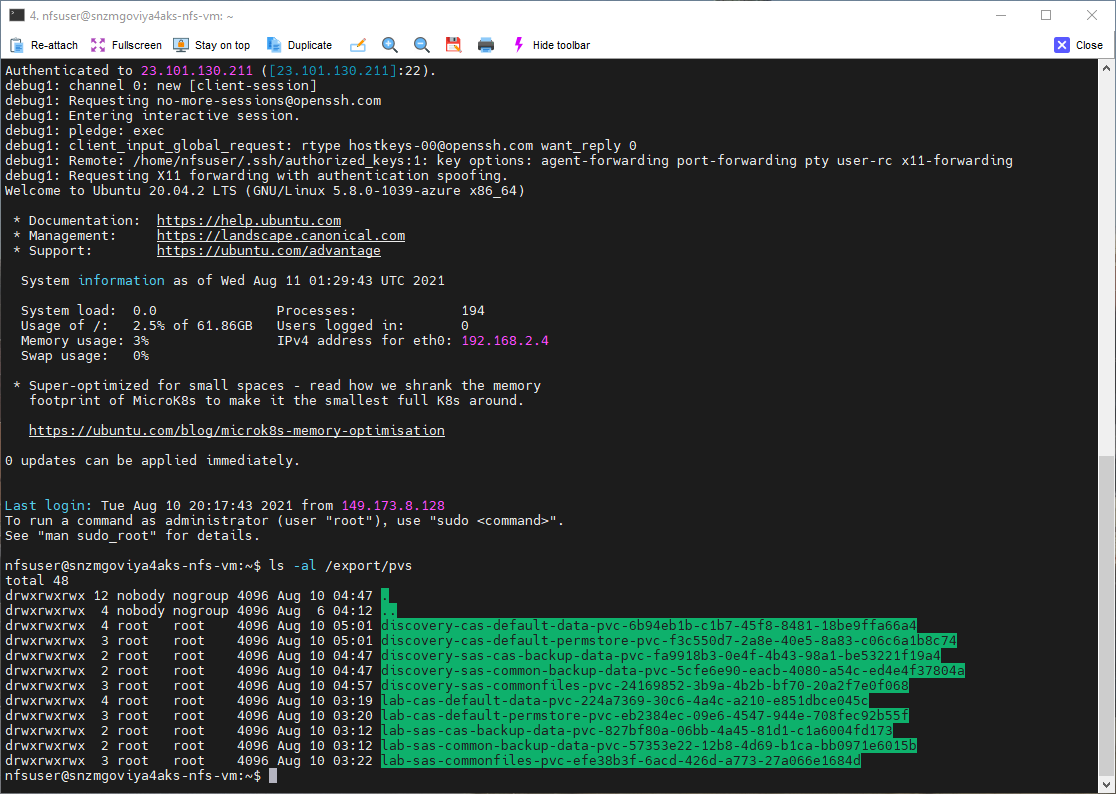 4. nfsuser@snzmgoviya4aks-nfs-vm: ~
Re-attach Fullscreen Stay on top Duplicate Hide toolbar Close
Authenticated to 23.101.130.211 ([23.101.130.211]:22).
debug1: channel 0: new [client-session]
debug1: Requesting no-more-sessions@openssh.com
debug1: Entering interactive session.
debug1: pledge: exec
debug1: client_input_global_request: rtype hostkeys-00@openssh.com want_reply 0
debug1: Remote: /home/nfsuser/.ssh/authorized_keys:1: key options: agent-forwarding port-forwarding pty user-rc x11-forwarding
debug1: Requesting X11 forwarding with authentication spoofing.
Welcome to Ubuntu 20.04.2 LTS (GNU/Linux 5.8.0-1039-azure x86_64)
* Documentation: https://help.ubuntu.com
* Management: https://landscape.canonical.com
* Support: https://ubuntu.com/advantage
System information as of Wed Aug 11 01:29:43 UTC 2021
System load: 0.0 Processes: 194
Usage of /: 2.5% of 61.86GB Users logged in: 0
Memory usage: 3% IPv4 address for eth0: 192.168.2.4
Swap usage: 0%
* Super-optimized for small spaces - read how we shrank the memory
footprint of MicroK8s to make it the smallest full K8s around.
https://ubuntu.com/blog/microk8s-memory-optimisation
0 updates can be applied immediately.
Last login: Tue Aug 10 20:17:43 2021 from 149.173.8.128
To run a command as administrator (user "root"), use "sudo <command>".
See "man sudo_root" for details.
nfsuser@snzmgoviya4aks-nfs-vm:~$ ls -al /export/pvs
total 48
drwxrwxrwx 12 nobody nogroup 4096 Aug 10 04:47 .
drwxrwxrwx 4 nobody nogroup 4096 Aug 6 04:12 ..
drwxrwxrwx 4 root root 4096 Aug 10 05:01 discovery-cas-default-data-pvc-6b94eb1b-c1b7-45f8-8481-18be9ffa66a4
drwxrwxrwx 3 root root 4096 Aug 10 05:01 discovery-cas-default-permstore-pvc-f3c550d7-2a8e-40e5-8a83-c06c6a1b8c74
drwxrwxrwx 2 root root 4096 Aug 10 04:47 discovery-sas-cas-backup-data-pvc-fa9918b3-0e4f-4b43-98a1-be53221f19a4
drwxrwxrwx 2 root root 4096 Aug 10 04:47 discovery-sas-common-backup-data-pvc-5cfe6e90-eacb-4080-a54c-ed4e4f37804a
drwxrwxrwx 3 root root 4096 Aug 10 04:57 discovery-sas-commonfiles-pvc-24169852-3b9a-4b2b-bf70-20a2f7e0f068
drwxrwxrwx 4 root root 4096 Aug 10 03:19 lab-cas-default-data-pvc-224a7369-30c6-4a4c-a210-e851dbce045c
drwxrwxrwx 3 root root 4096 Aug 10 03:20 lab-cas-default-permstore-pvc-eb2384ec-09e6-4547-944e-708fec92b55f
drwxrwxrwx 2 root root 4096 Aug 10 03:12 lab-sas-cas-backup-data-pvc-827bf80a-06bb-4a45-81d1-c1a6004fd173
drwxrwxrwx 2 root root 4096 Aug 10 03:12 lab-sas-common-backup-data-pvc-57353e22-12b8-4d69-b1ca-bb0971e6015b
drwxrwxrwx 3 root root 4096 Aug 10 03:22 lab-sas-commonfiles-pvc-efe38b3f-6acd-426d-a773-27a066e1684d
nfsuser@snzmgoviya4aks-nfs-vm:~$